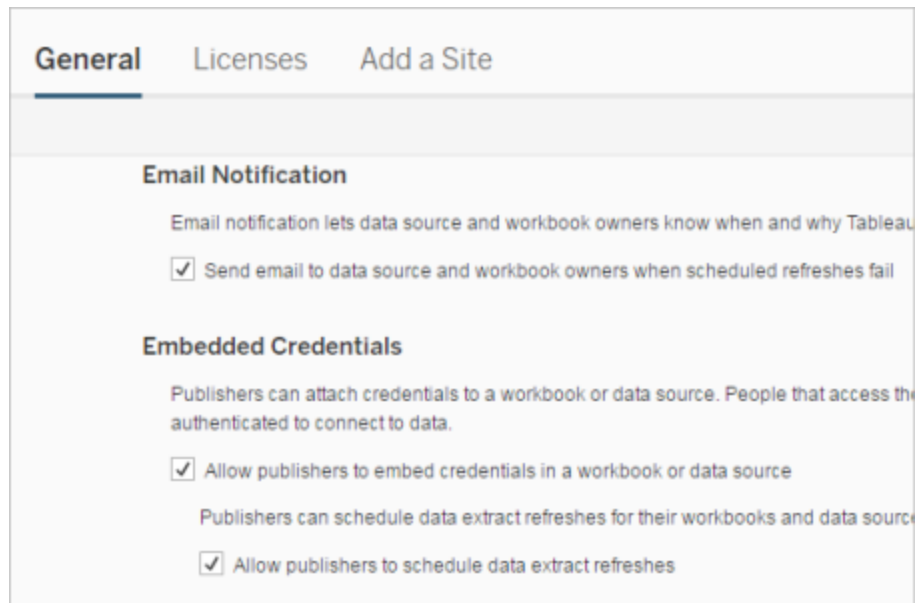 General Licenses Add a Site
Email Notification
Email notification lets data source and workbook owners know when and why Tableau
Send email to data source and workbook owners when scheduled refreshes fail
Embedded Credentials
Publishers can attach credentials to a workbook or data source. People that access the
authenticated to connect to data.
Allow publishers to embed credentials in a workbook or data source
Publishers can schedule data extract refreshes for their workbooks and data source
Allow publishers to schedule data extract refreshes